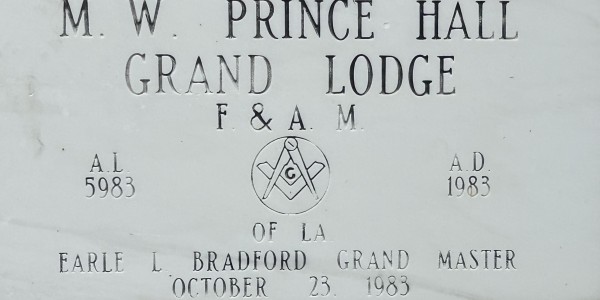 M. W. PRINCE HALL
GRAND LODGE
F. & A. M.
A.L. A.D.
5983 G 1983
OF LA
EARLE L. BRADFORD GRAND MASTER
OCTOBER 23, 1983